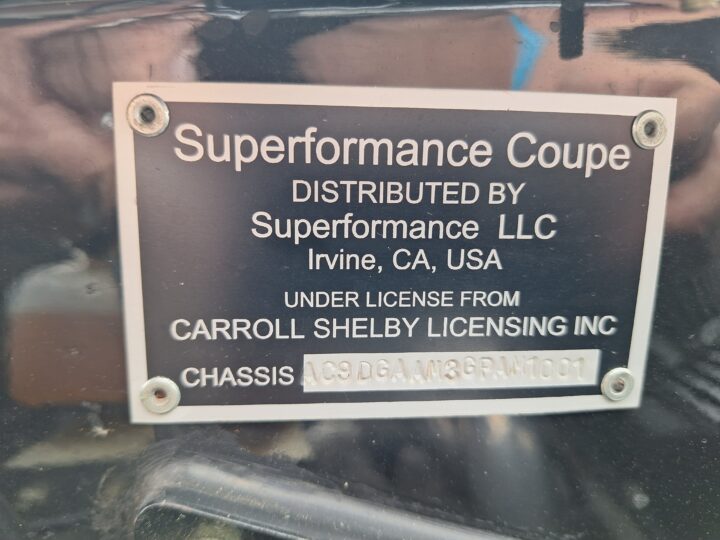 Superformance Coupe
DISTRIBUTED BY
Superformance LLC
Irvine, CA, USA
UNDER LICENSE FROM
CARROLL SHELBY LICENSING INC
CHASSIS